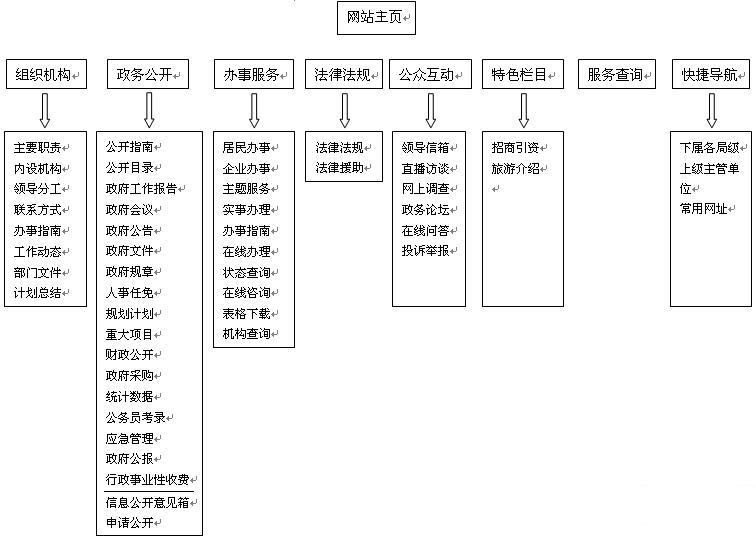 网站主页
组织机构
政务公开
办事服务
法律法规
公众互动
特色栏目
服务查询
快捷导航
主要职责
内设机构
领导分工
联系方式
办事指南
工作动态
部门文件
计划总结
公开指南
公开目录
政府工作报告
政府会议
政府公告
政府文件
政府规章
人事任免
规划计划
重大项目
财政公开
政府采购
统计数据
公务员考录
应急管理
政府公报
行政事业性收费
信息公开意见箱
申请公开
居民办事
企业办事
主题服务
实事办理
办事指南
在线办理
状态查询
在线咨询
表格下载
机构查询
法律法规
法律援助
领导信箱
直播访谈
网上调查
政务论坛
在线问答
投诉举报
招商引资
旅游介绍
下属各局级
上级主管单
位
常用网址